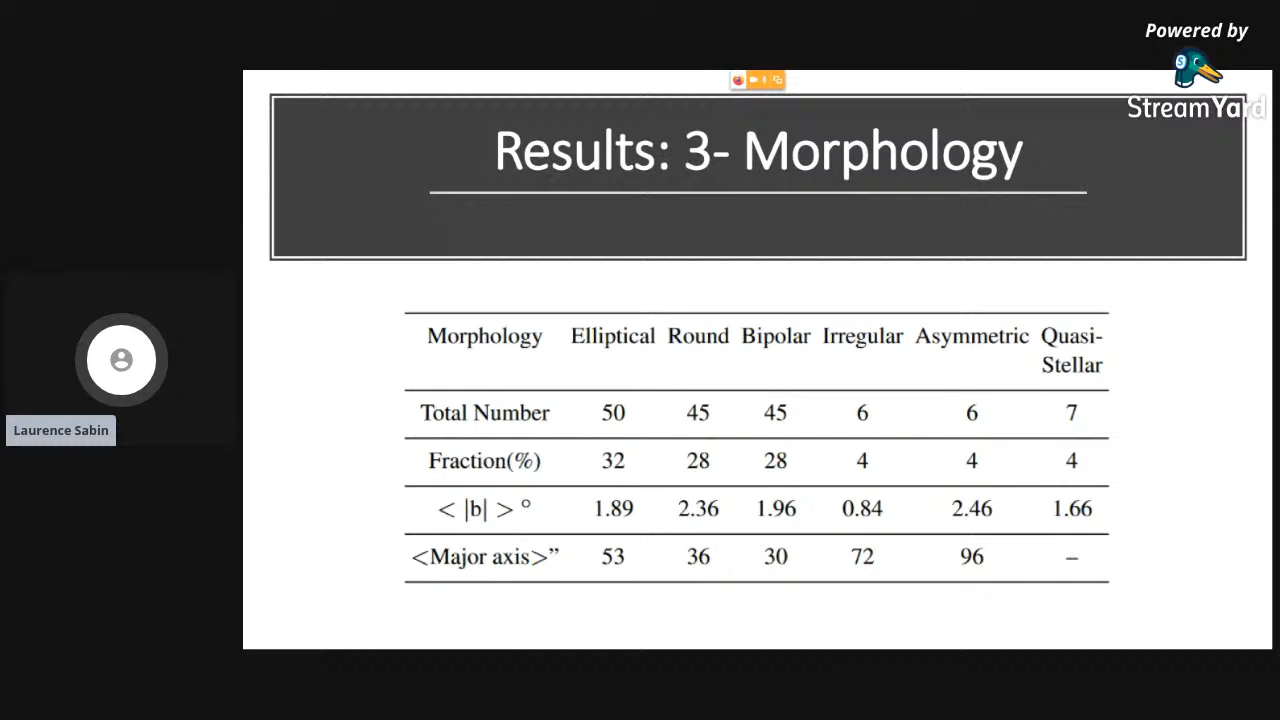 Powered by
StreamYard
Results: 3- Morphology
Morphology Elliptical Round Bipolar Irregular Asymmetric Quasi-
Stellar
Total Number 50 45 45 6 6 7
Fraction(%) 32 28 28 4 4 4
< |b| > ° 1.89 2.36 1.96 0.84 2.46 1.66
<Major axis>” 53 36 30 72 96 –
Laurence Sabin